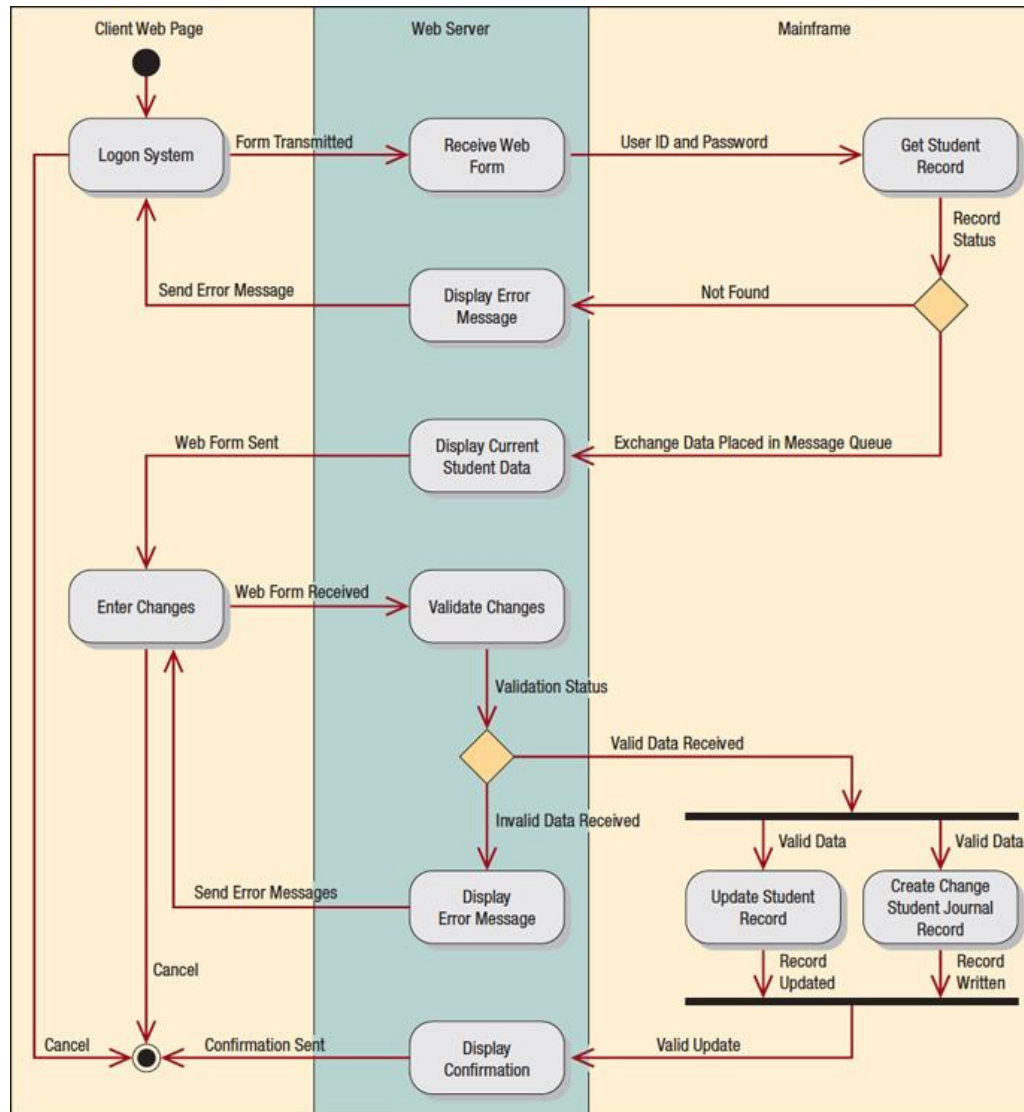 Client Web Page
Web Server
Mainframe
Logon System
Form Transmitted
Receive Web
Form
User ID and Password
Get Student
Record
Record
Status
Send Error Message
Display Error
Message
Not Found
Web Form Sent
Display Current
Student Data
Exchange Data Placed in Message Queue
Enter Changes
Web Form Received
Validate Changes
Validation Status
Valid Data Received
Invalid Data Received
Valid Data
Valid Data
Send Error Messages
Display
Error Message
Update Student
Record
Create Change
Student Journal
Record
Record
Updated
Record
Written
Cancel
Cancel
Confirmation Sent
Display
Confirmation
Valid Update